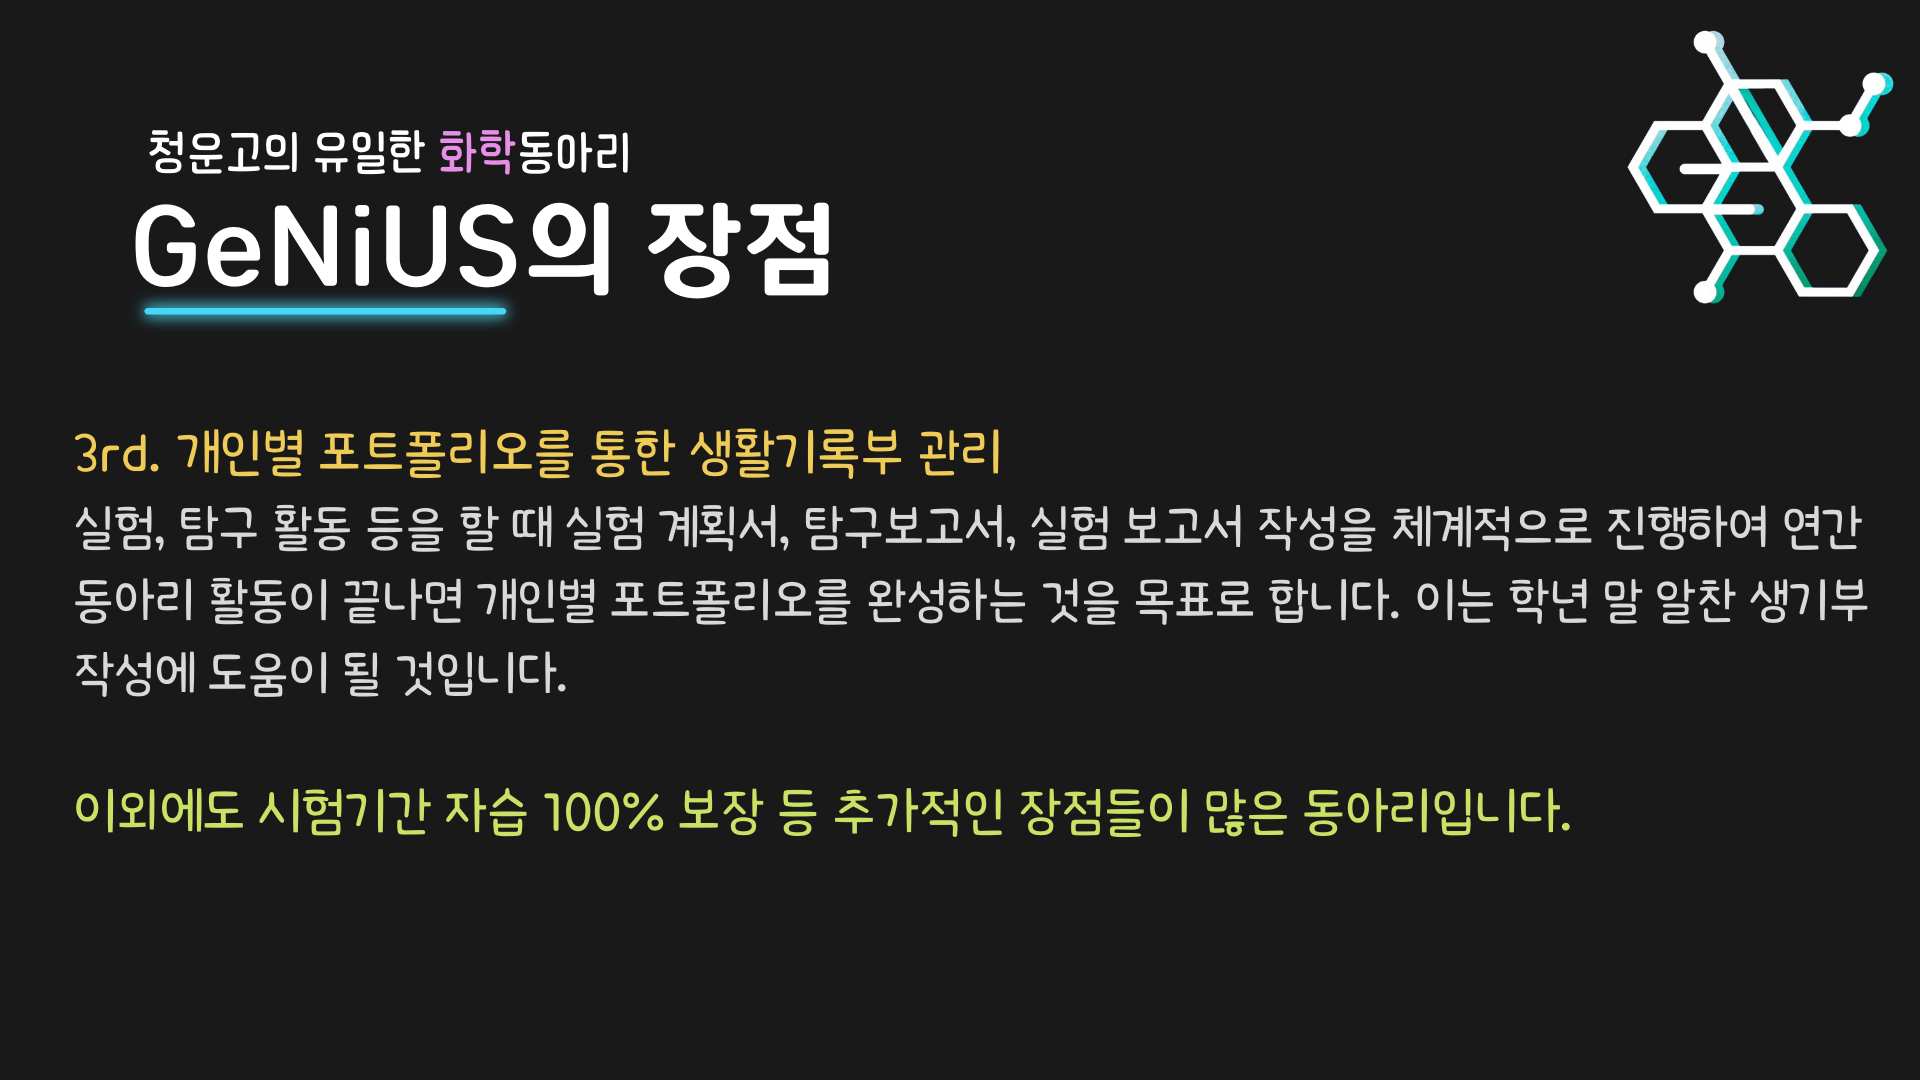 청운고의 유일한 화학동아리
GeNiUS의 장점
3rd. 개인별 포트폴리오를 통한 생활기록부 관리
실험, 탐구 활동 등을 할 때 실험 계획서, 탐구보고서, 실험 보고서 작성을 체계적으로 진행하여 연간
동아리 활동이 끝나면 개인별 포트폴리오를 완성하는 것을 목표로 합니다. 이는 학년 말 알찬 생기부
작성에 도움이 될 것입니다.
이외에도 시험기간 자습 100% 보장 등 추가적인 장점들이 많은 동아리입니다.